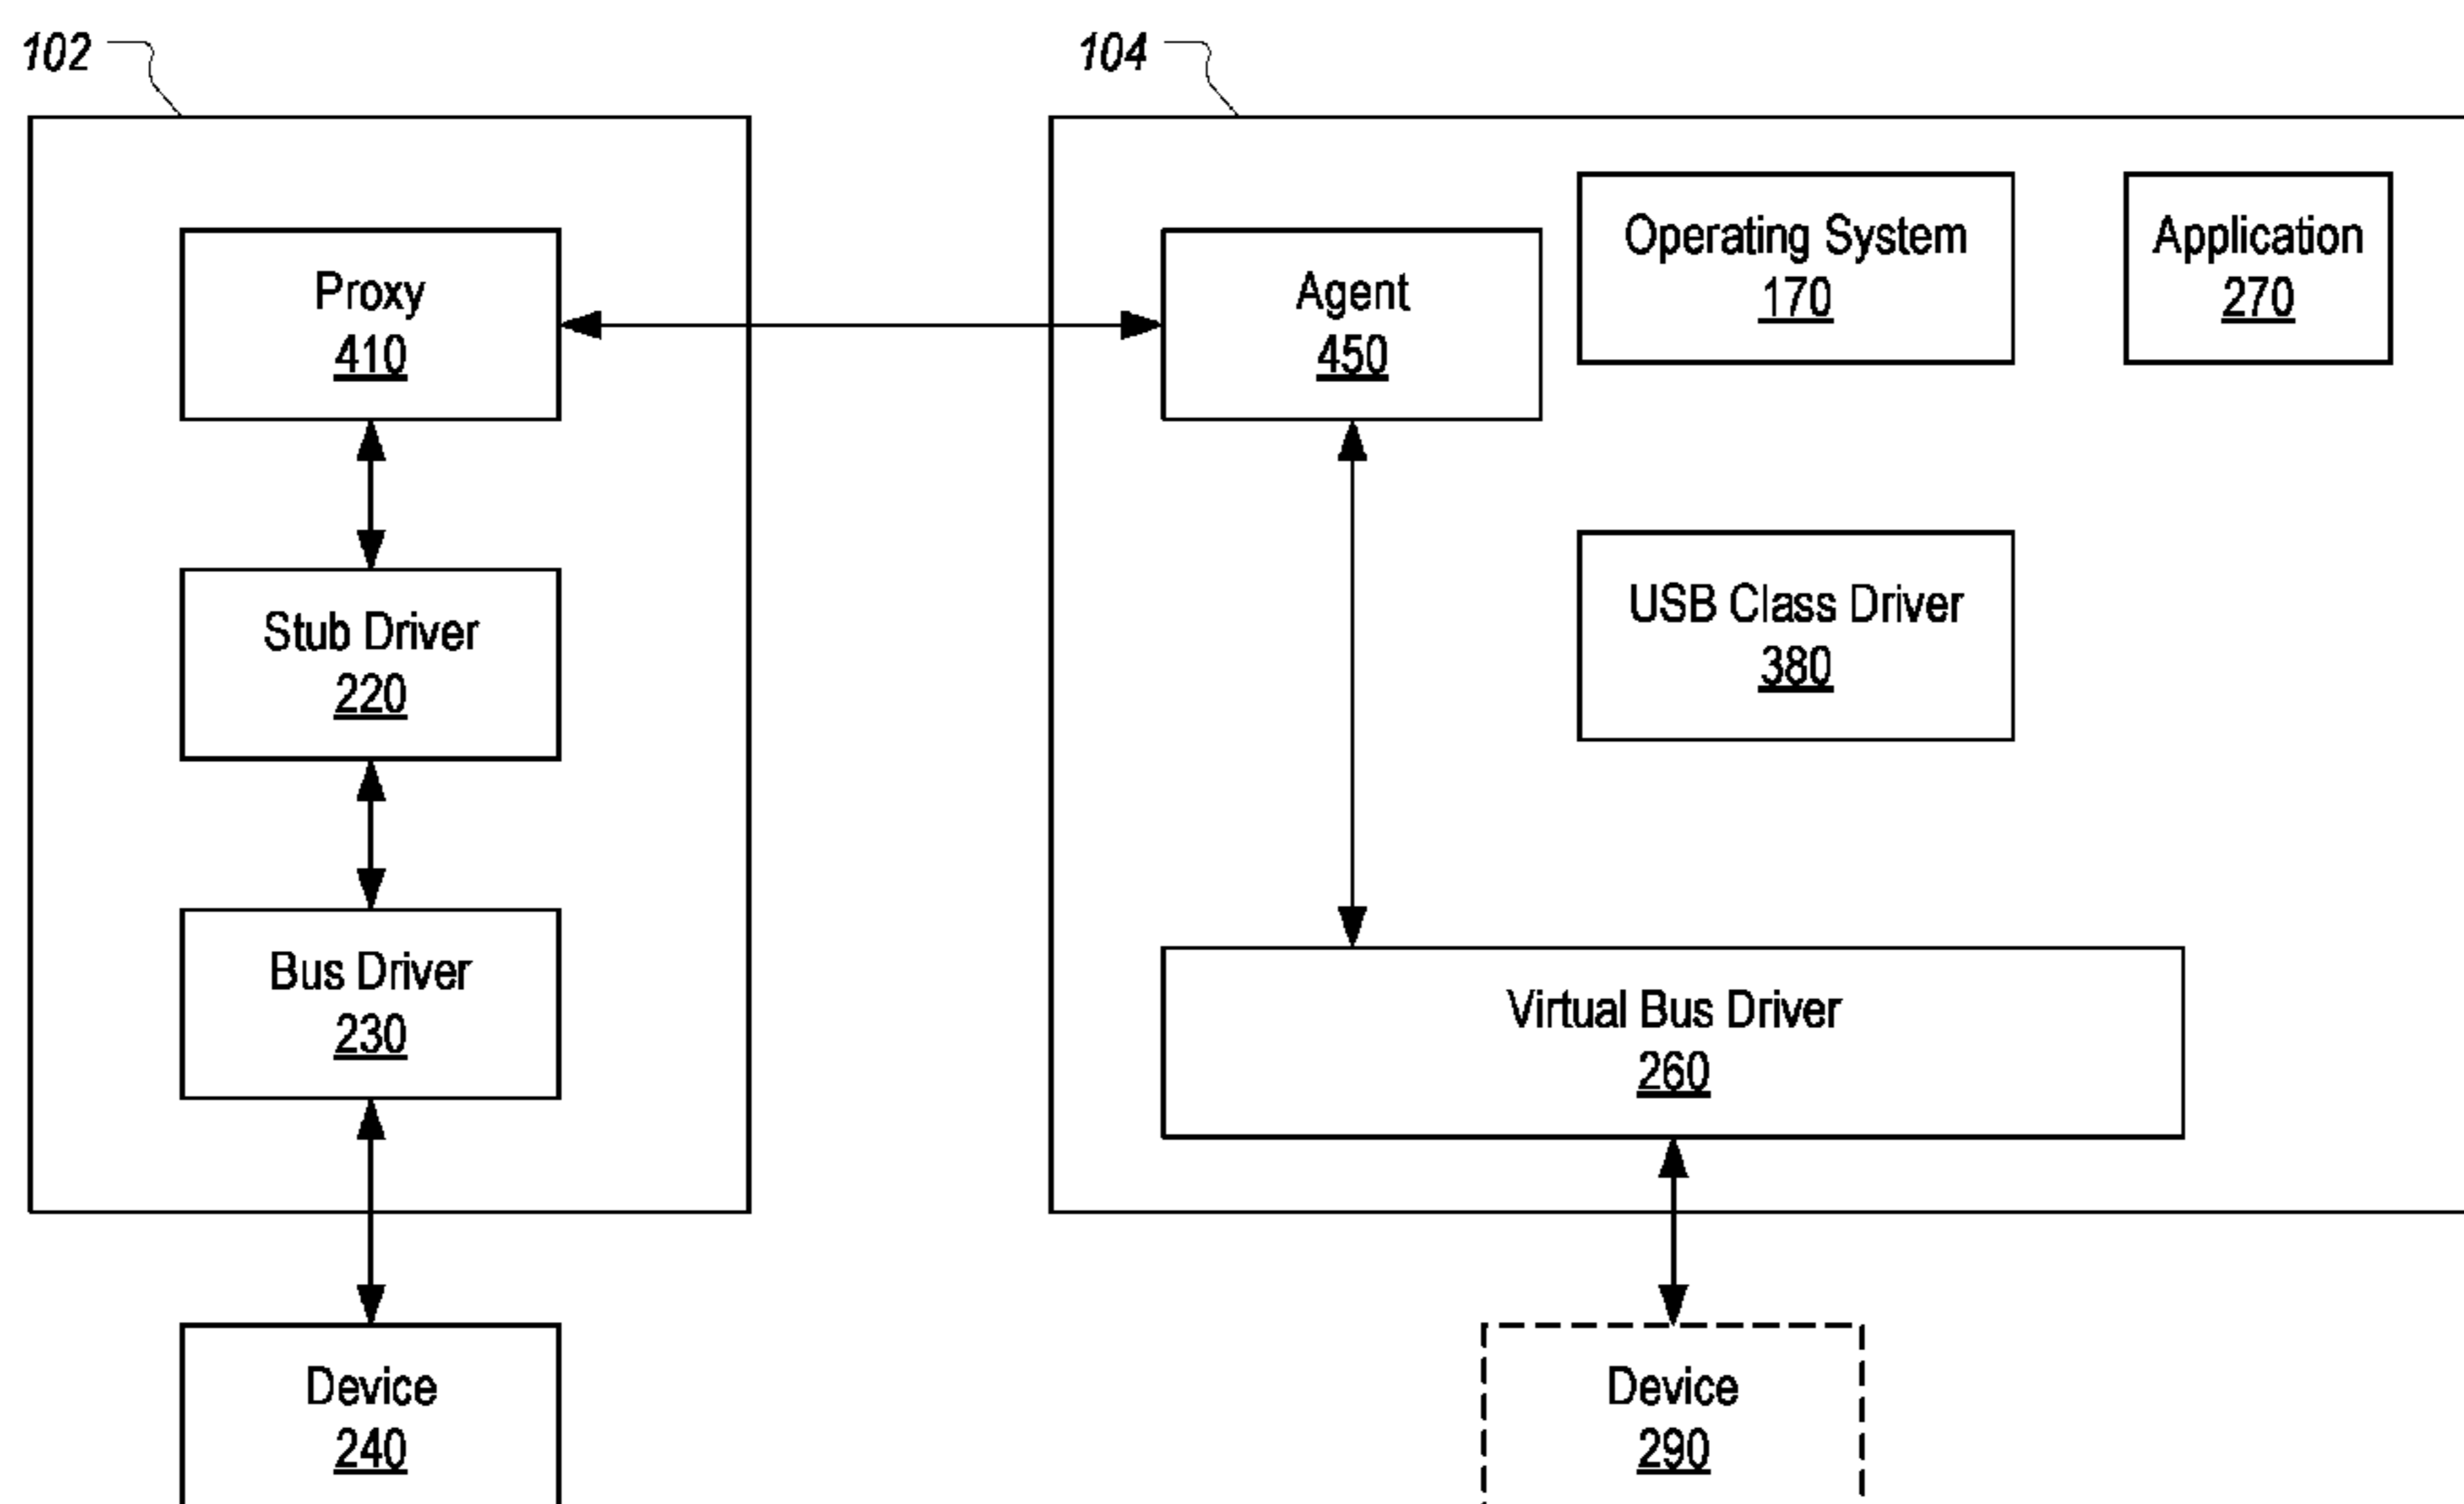 102
104
Proxy
410
Agent
450
Operating System
170
Application
270
Stub Driver
220
USB Class Driver
380
Bus Driver
230
Virtual Bus Driver
260
Device
240
Device
290